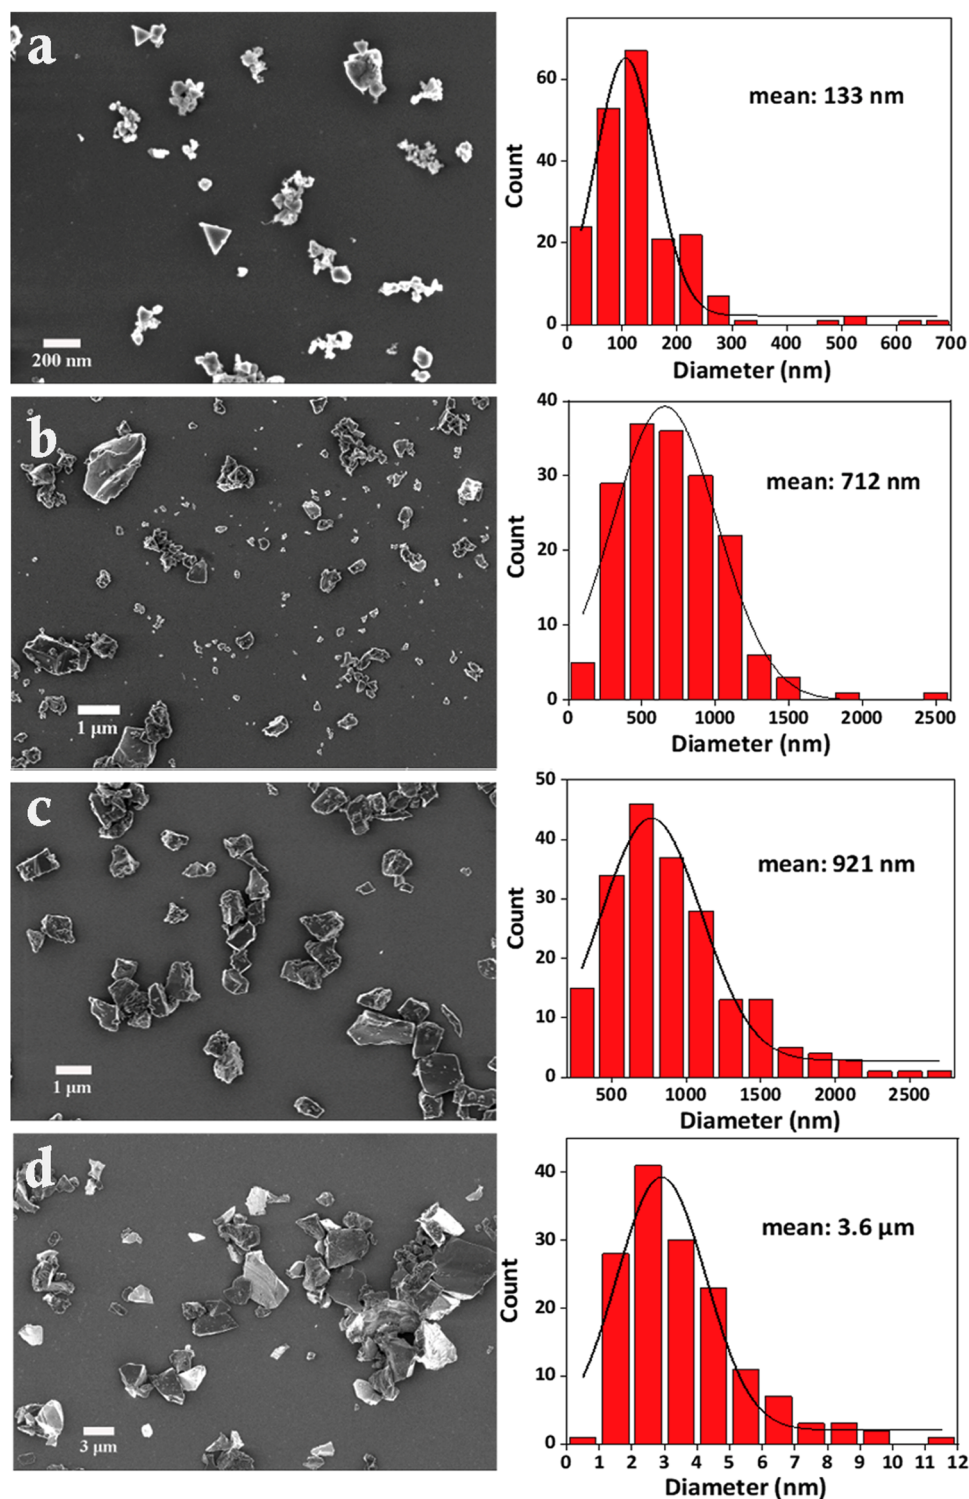 a
200 nm
mean: 133 nm
Count
60
40
20
0
0 100 200 300 400 500 600 700
Diameter (nm)
b
1 μm
mean: 712 nm
Count
40
30
20
10
0
0 500 1000 1500 2000 2500
Diameter (nm)
c
1 μm
mean: 921 nm
Count
50
40
30
20
10
0
500 1000 1500 2000
Diameter (nm)
d
3 μm
mean: 3.6 μm
Count
40
30
20
10
0
0 1 2 3 4 5 6 7 8 9 10 11 12
Diameter (nm)